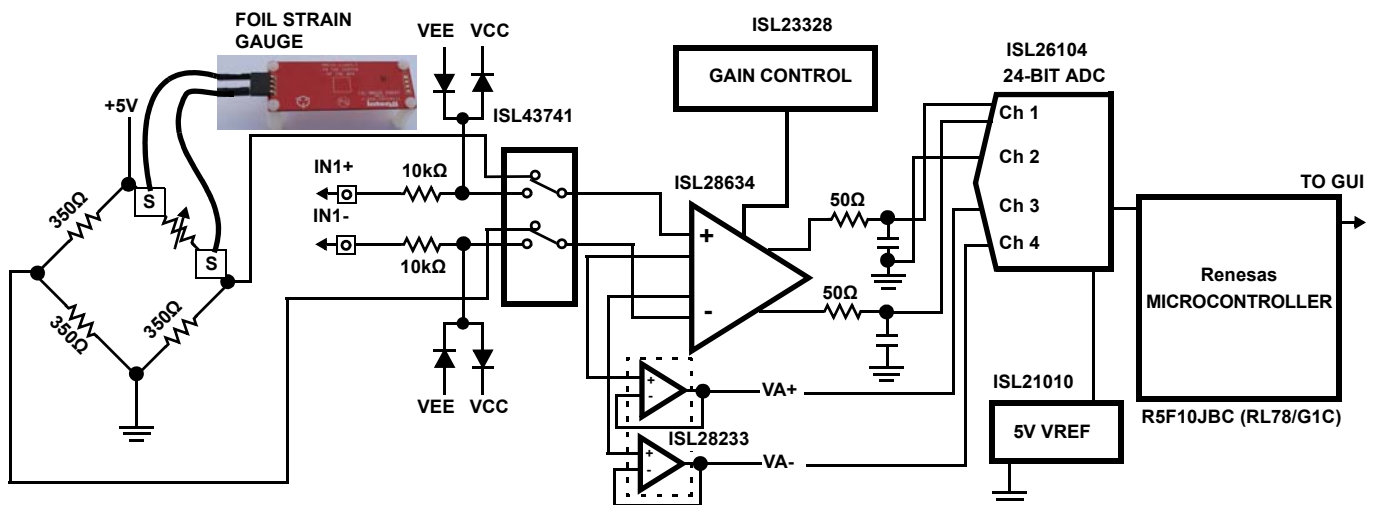 FOIL STRAIN
GAUGE
+5V
S
S
350Ω
350Ω
350Ω
VEE
VCC
IN1+
IN1-
10kΩ
10kΩ
VEE
VCC
ISL43741
ISL23328
GAIN CONTROL
ISL28634
+
-
50Ω
50Ω
+
-
VA+
ISL28233
+
-
VA-
ISL26104
24-BIT ADC
Ch 1
Ch 2
Ch 3
Ch 4
ISL21010
5V VREF
TO GUI
Renesas
MICROCONTROLLER
R5F10JBC (RL78/G1C)